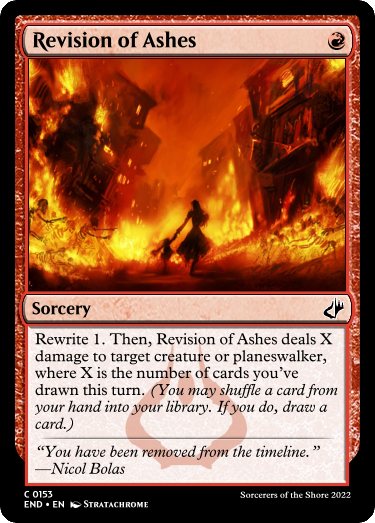 Revision of Ashes
Sorcery
Rewrite 1. Then, Revision of Ashes deals X
damage to target creature or planeswalker,
where X is the number of cards you've
drawn this turn. (You may shuffle a card from
your hand into your library. If you do, draw a
card.)
“You have been removed from the timeline.”
—Nicol Bolas
C 0153
END • EN STRATACHROME
Sorcerers of the Shore 2022